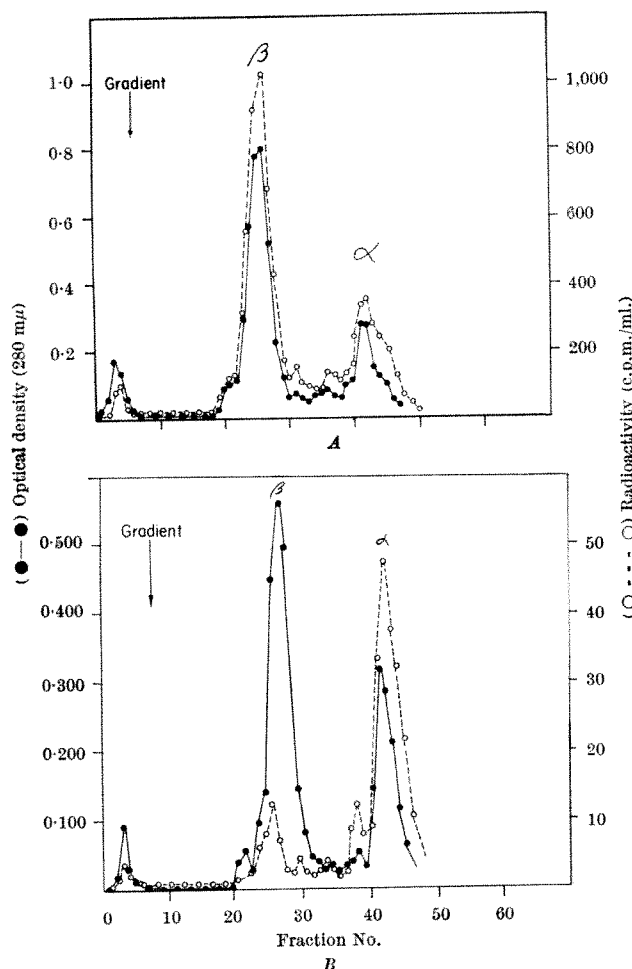 β
Gradient
α
1·0
0·8
0·6
0·4
0·2
1,000
800
600
400
200
A
(●—●) Optical density (280 mμ)
(○- - -○) Radioactivity (c.p.m./ml.)
β
Gradient
α
0·500
0·400
0·300
0·200
0·100
50
40
30
20
10
0 10 20 30 40 50 60
Fraction No.
B